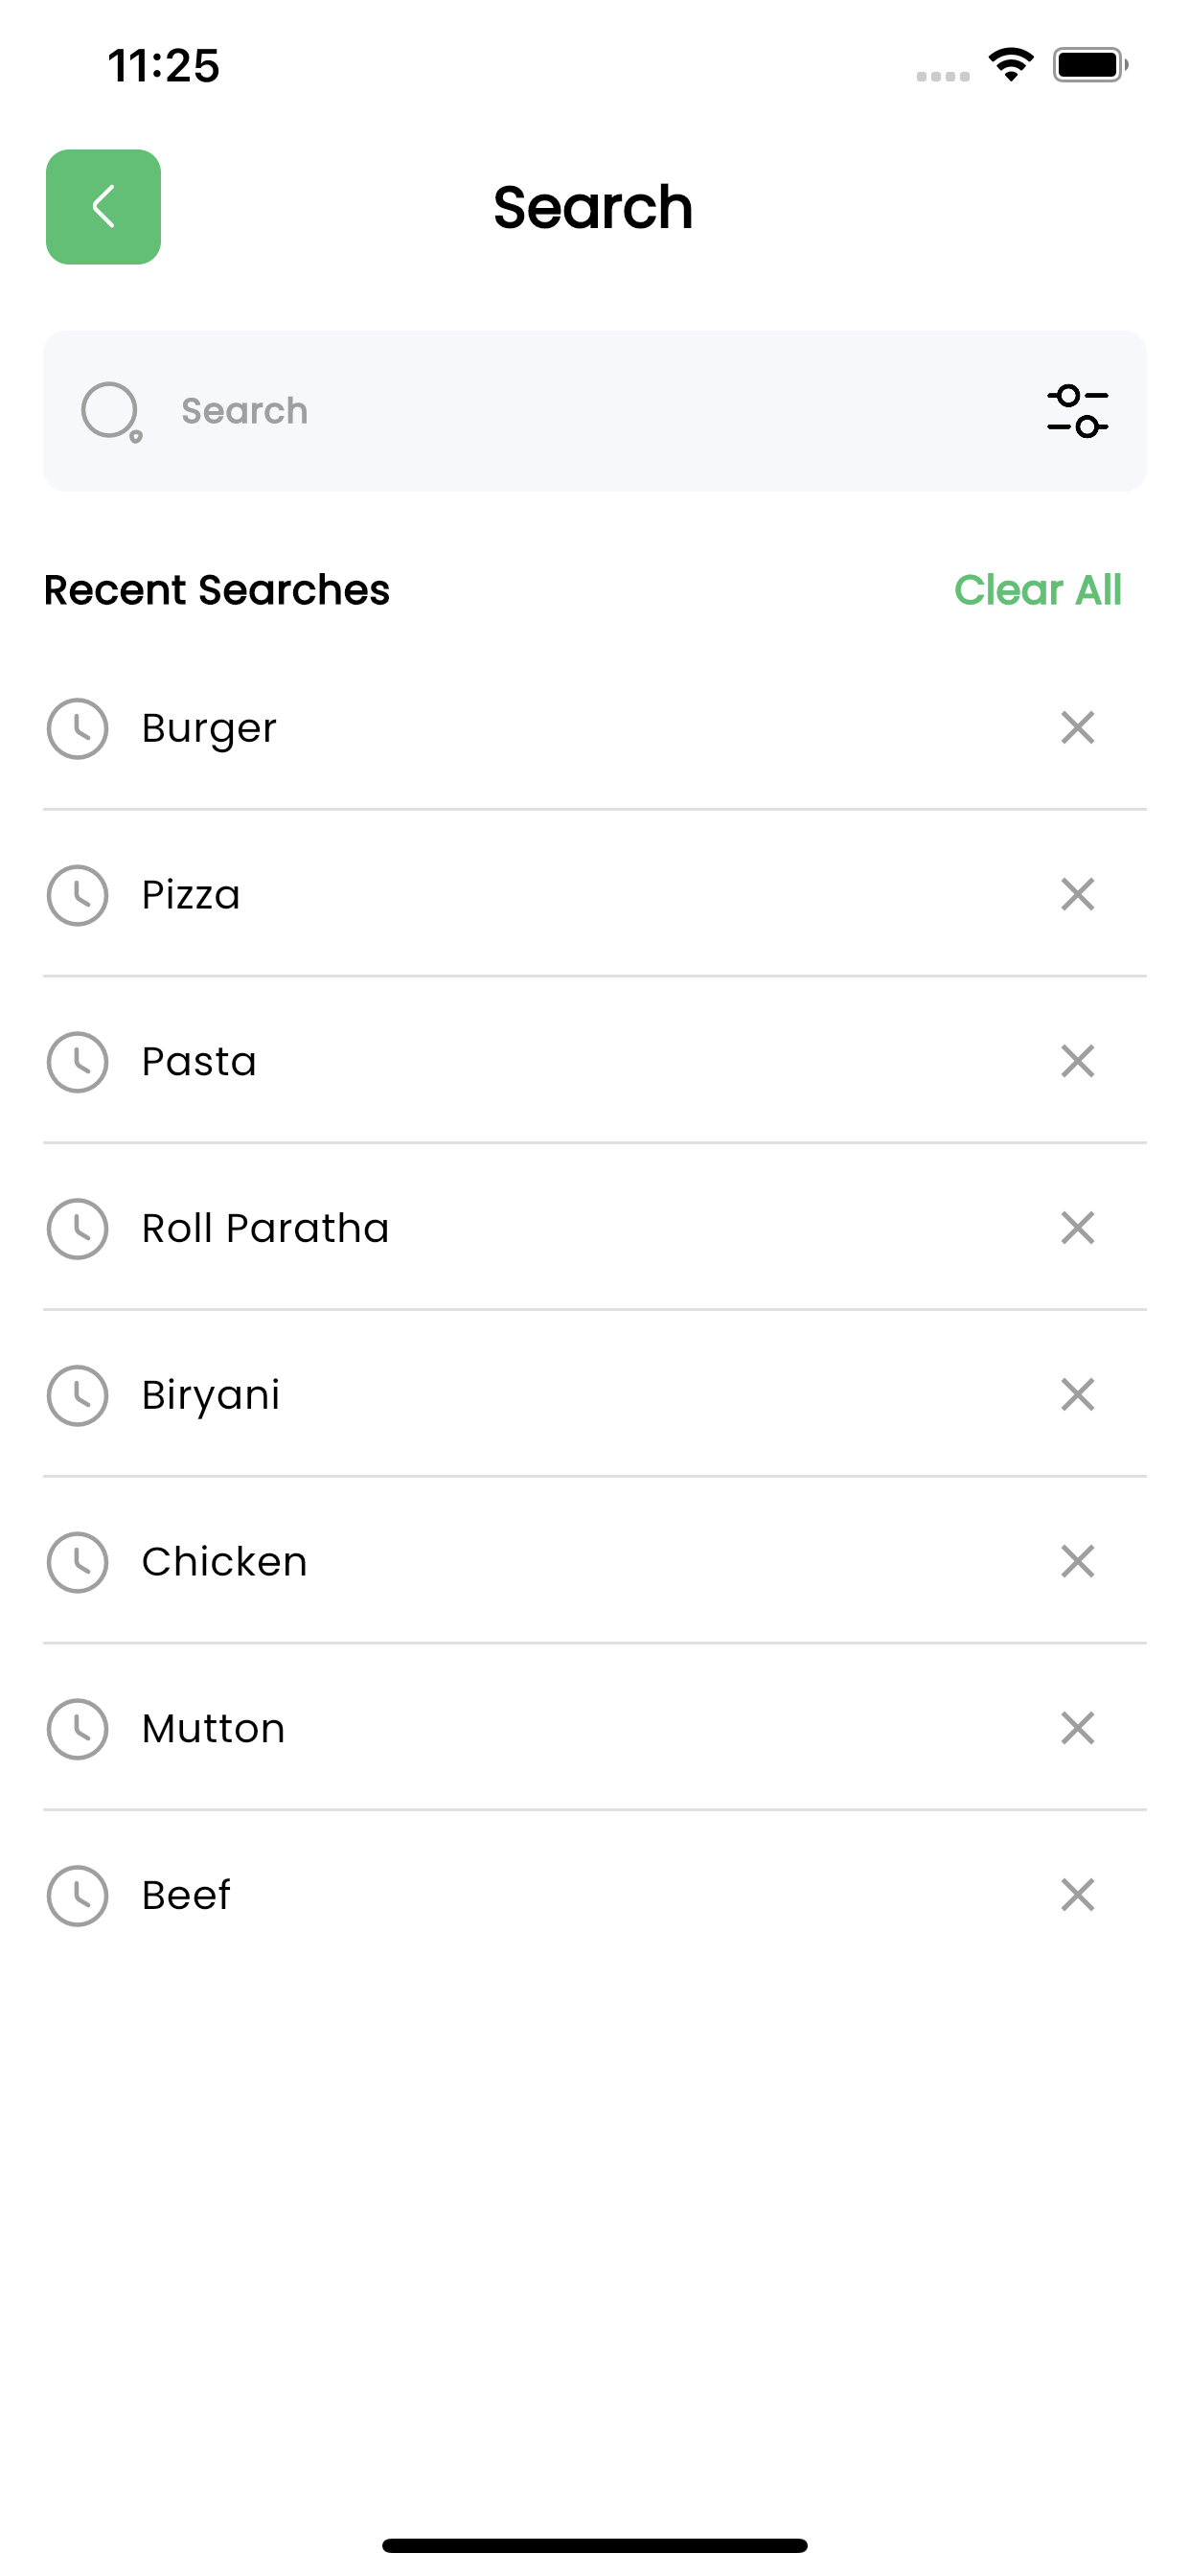 11:25
Search
Search
Recent Searches Clear All
Burger
Pizza
Pasta
Roll Paratha
Biryani
Chicken
Mutton
Beef